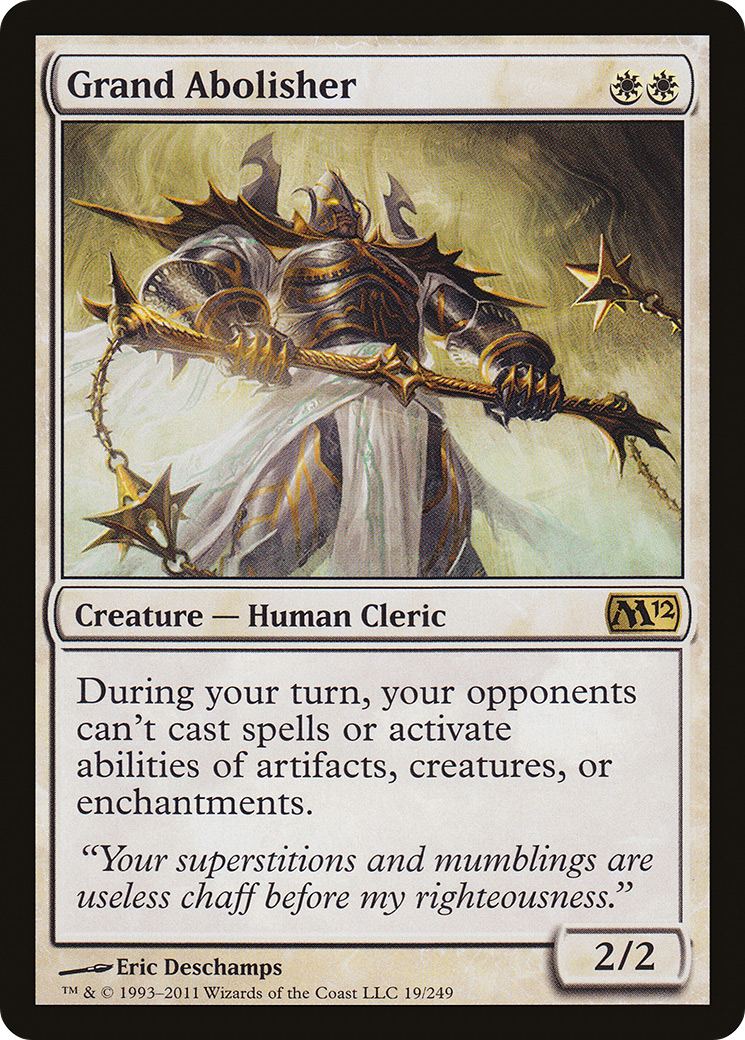 Grand Abolisher
Creature — Human Cleric
M12
During your turn, your opponents
can't cast spells or activate
abilities of artifacts, creatures, or
enchantments.
“Your superstitions and mumblings are
useless chaff before my righteousness.”
2/2
Eric Deschamps
™ & © 1993–2011 Wizards of the Coast LLC 19/249